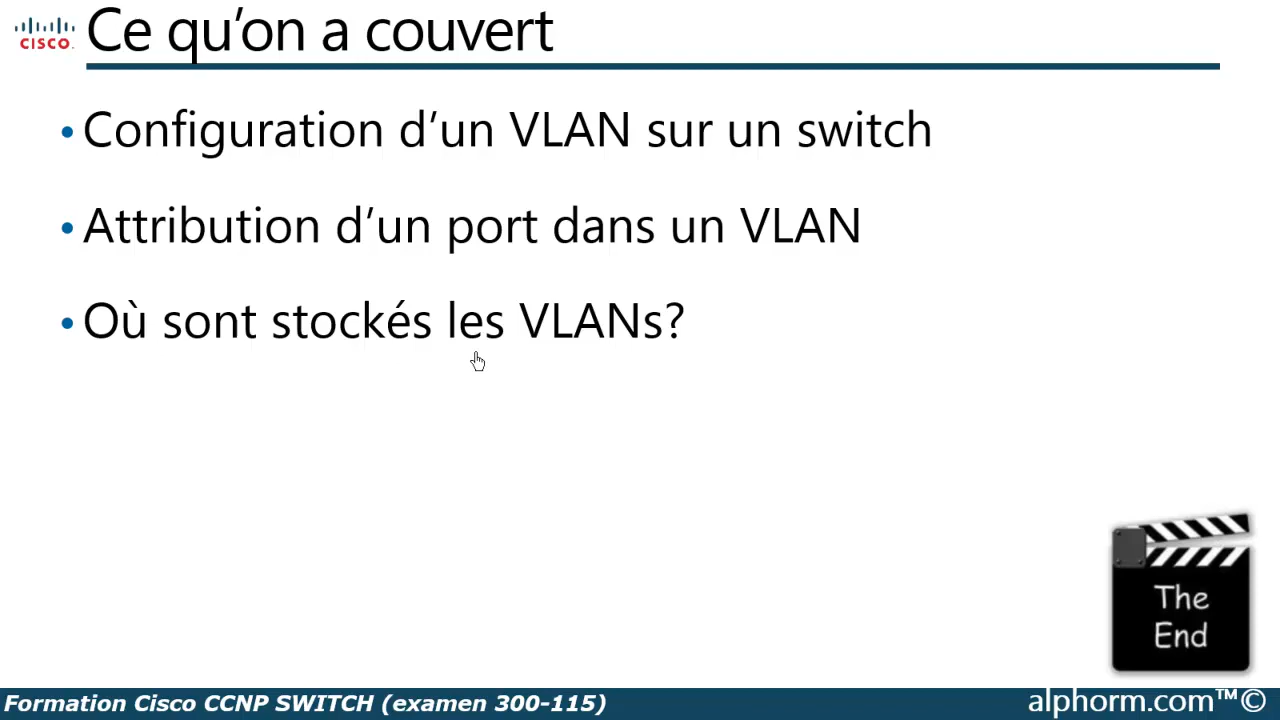 CISCO
Ce qu’on a couvert
• Configuration d’un VLAN sur un switch
• Attribution d’un port dans un VLAN
• Où sont stockés les VLANs?
The
End
Formation Cisco CCNP SWITCH (examen 300-115)
alphorm.com™©